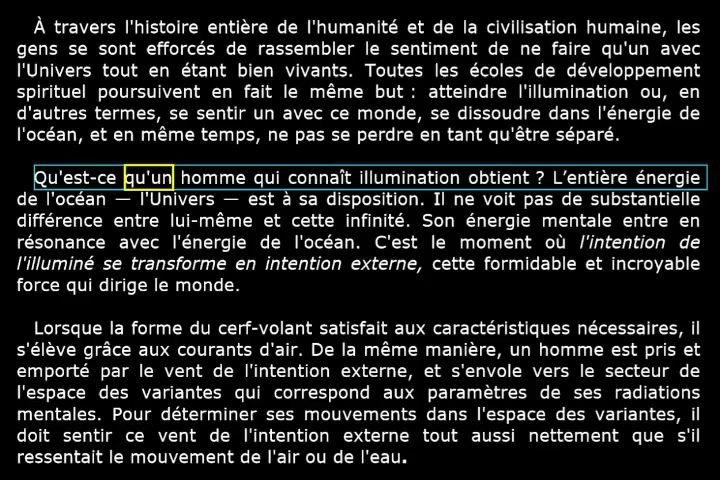 À travers l'histoire entière de l'humanité et de la civilisation humaine, les
gens se sont efforcés de rassembler le sentiment de ne faire qu'un avec
l'Univers tout en étant bien vivants. Toutes les écoles de développement
spirituel poursuivent en fait le même but : atteindre l'illumination ou, en
d'autres termes, se sentir un avec ce monde, se dissoudre dans l'énergie de
l'océan, et en même temps, ne pas se perdre en tant qu'être séparé.
Qu'est-ce qu'un homme qui connaît illumination obtient ? L’entière énergie
de l'océan — l'Univers — est à sa disposition. Il ne voit pas de substantielle
différence entre lui-même et cette infinité. Son énergie mentale entre en
résonance avec l'énergie de l'océan. C'est le moment où l'intention de
l'illuminé se transforme en intention externe, cette formidable et incroyable
force qui dirige le monde.
Lorsque la forme du cerf-volant satisfait aux caractéristiques nécessaires, il
s'élève grâce aux courants d'air. De la même manière, un homme est pris et
emporté par le vent de l'intention externe, et s'envole vers le secteur de
l'espace des variantes qui correspond aux paramètres de ses radiations
mentales. Pour déterminer ses mouvements dans l'espace des variantes, il
doit sentir ce vent de l'intention externe tout aussi nettement que s'il
ressentait le mouvement de l'air ou de l'eau.